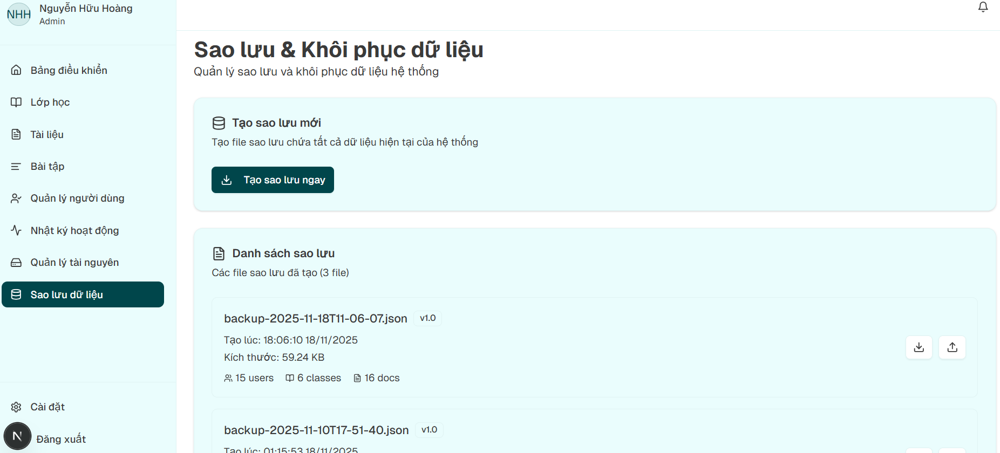 NHH
Nguyễn Hữu Hoàng
Admin
Bảng điều khiển
Lớp học
Tài liệu
Bài tập
Quản lý người dùng
Nhật ký hoạt động
Quản lý tài nguyên
Sao lưu dữ liệu
Cài đặt
N
Đăng xuất
Sao lưu & Khôi phục dữ liệu
Quản lý sao lưu và khôi phục dữ liệu hệ thống
Tạo sao lưu mới
Tạo file sao lưu chứa tất cả dữ liệu hiện tại của hệ thống
Tạo sao lưu ngay
Danh sách sao lưu
Các file sao lưu đã tạo (3 file)
backup-2025-11-18T11-06-07.json v1.0
Tạo lúc: 18:06:10 18/11/2025
Kích thước: 59.24 KB
15 users 6 classes 16 docs
backup-2025-11-10T17-51-40.json v1.0
Tạo lúc: 01:15:53 18/11/2025